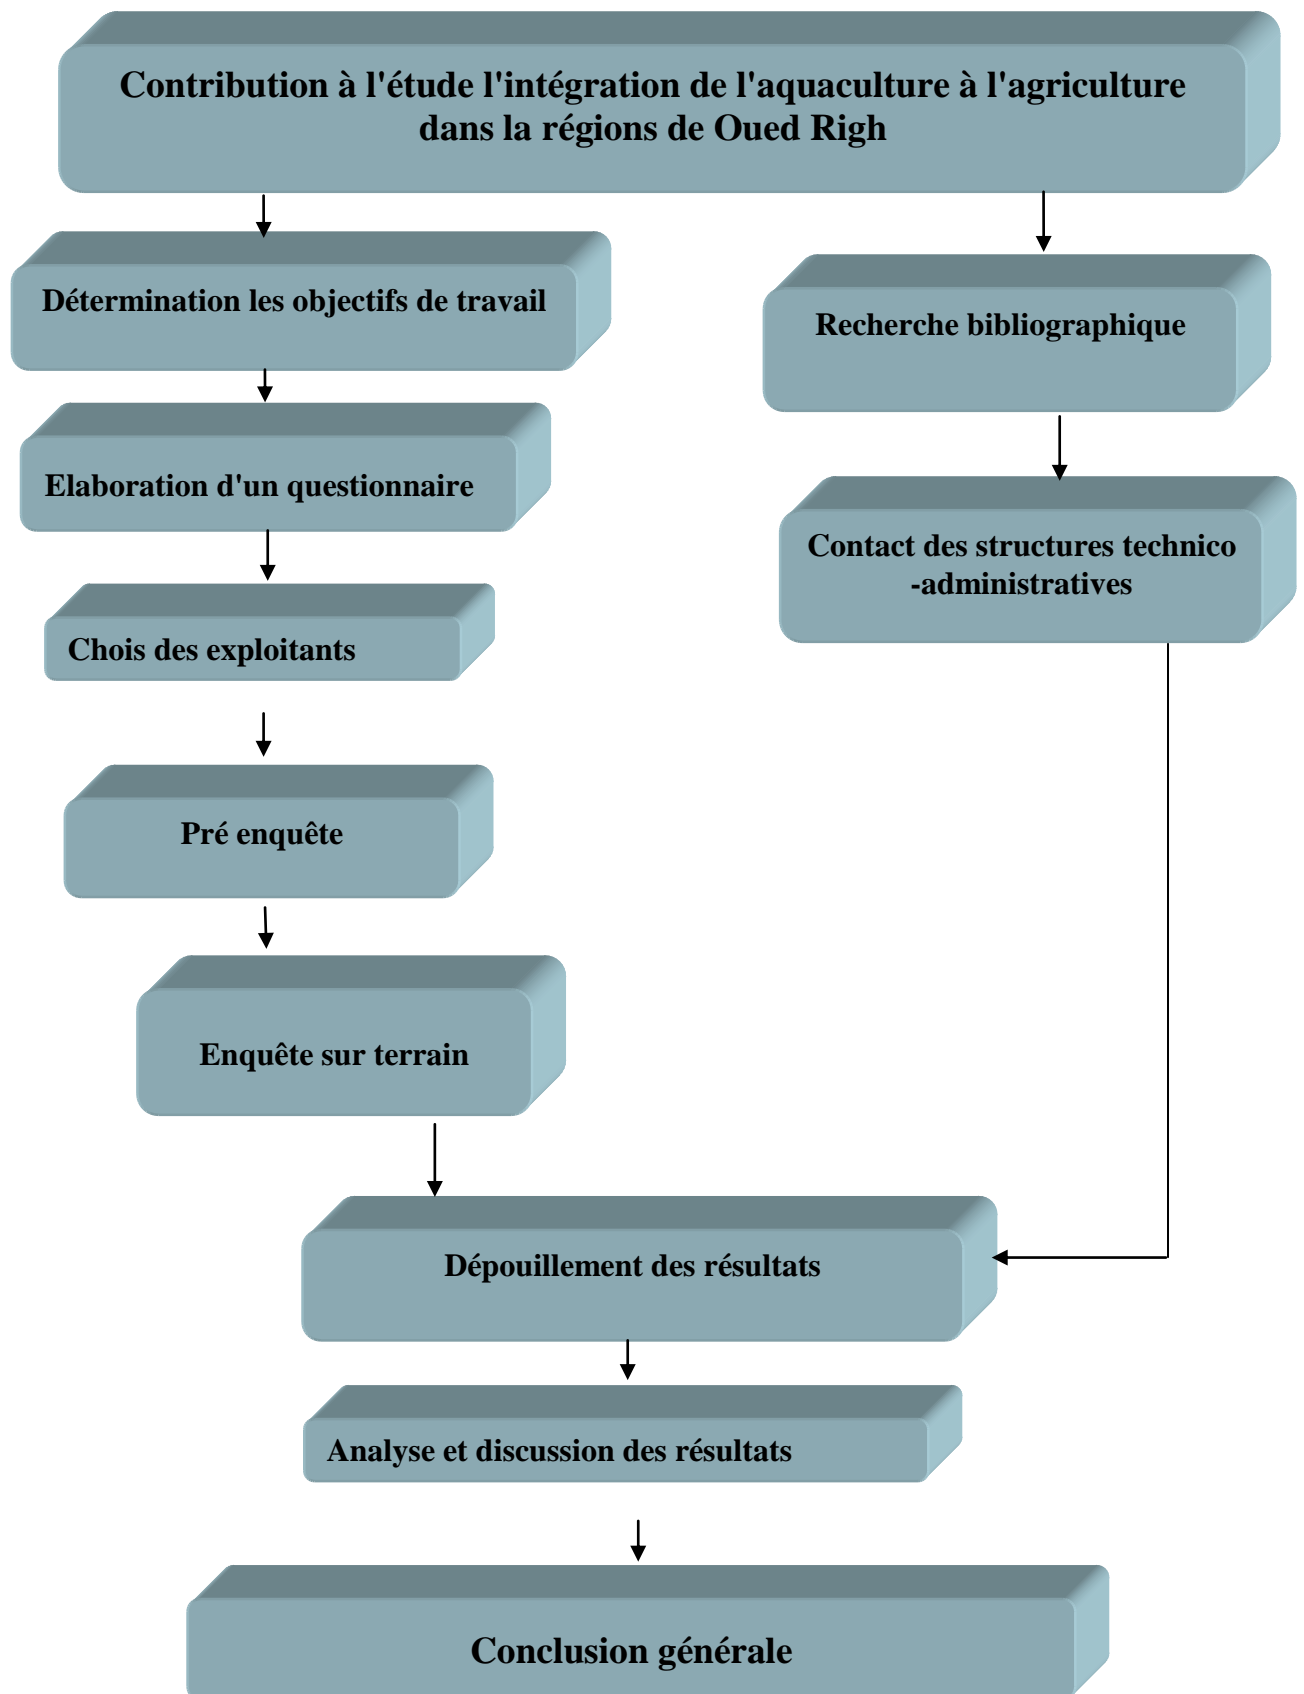 Contribution à l'étude l'intégration de l'aquaculture à l'agriculture
dans la régions de Oued Righ
Détermination les objectifs de travail
Recherche bibliographique
Elaboration d'un questionnaire
Contact des structures technico
-administratives
Chois des exploitants
Pré enquête
Enquête sur terrain
Dépouillement des résultats
Analyse et discussion des résultats
Conclusion générale